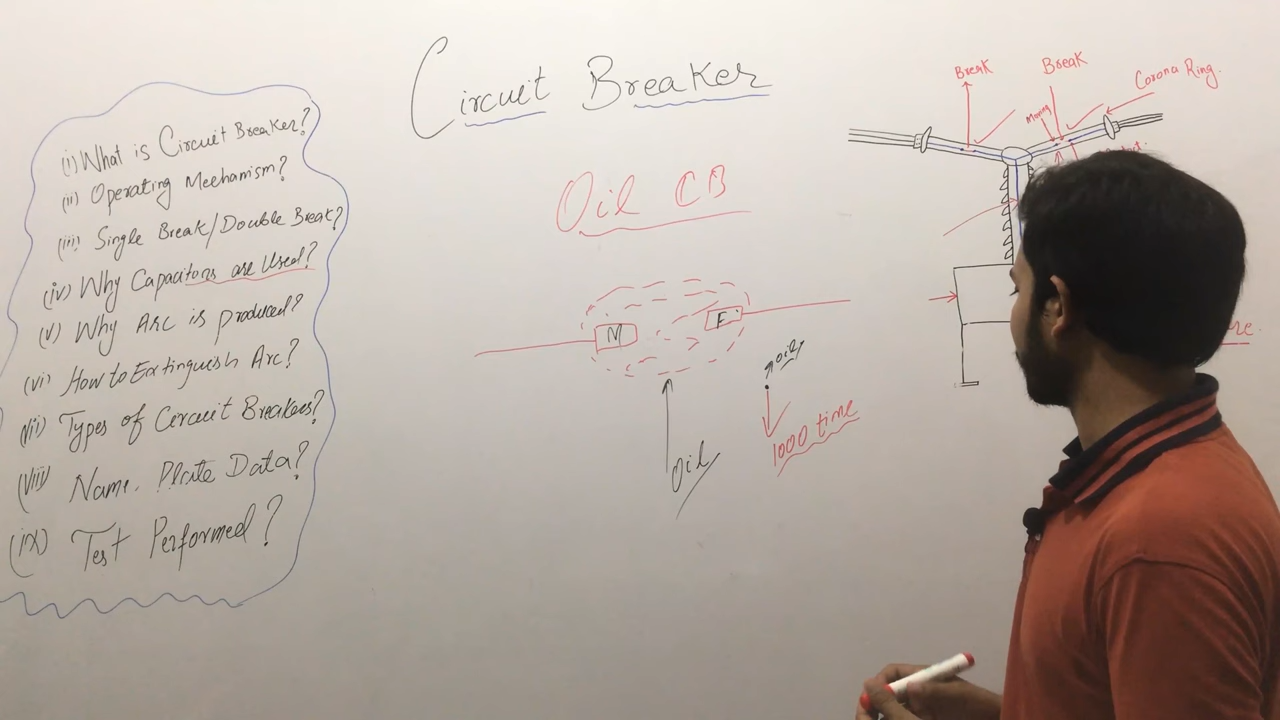 Circuit Breaker
(i) What is Circuit Breaker?
(ii) Operating Mechanism?
(iii) Single Break/Double Break?
(iv) Why Capacitors are Used?
(v) Why Arc is produced?
(vi) How to Extinguish Arc?
(vii) Types of Circuit Breakers?
(viii) Name Plate Data?
(ix) Test Performed?
Oil CB
M
F
oil
1000 time
Oil
Break
Break
Corona Ring.
Moving